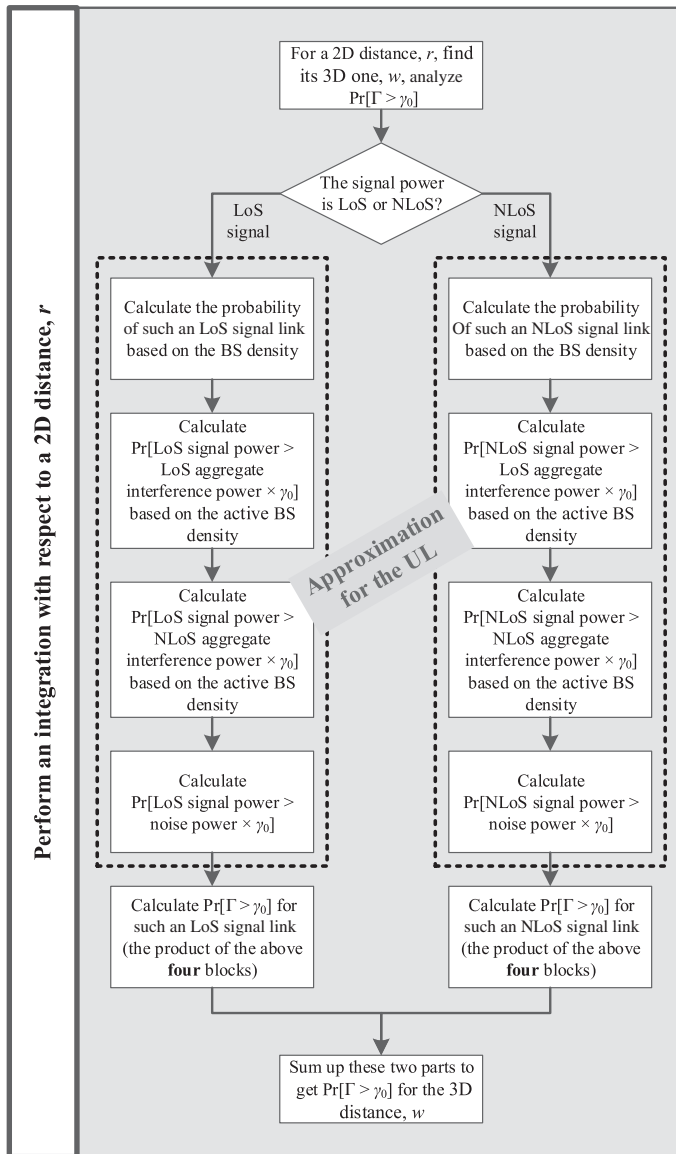 Perform an integration with respect to a 2D distance, r
For a 2D distance, r, find
its 3D one, w, analyze
Pr[Γ > γ₀]
The signal power
is LoS or NLoS?
LoS
signal
NLoS
signal
Calculate the probability
of such an LoS signal link
based on the BS density
Calculate
Pr[LoS signal power >
LoS aggregate
interference power × γ₀]
based on the active BS
density
Calculate
Pr[LoS signal power >
NLoS aggregate
interference power × γ₀]
based on the active BS
density
Calculate
Pr[LoS signal power >
noise power × γ₀]
Calculate Pr[Γ > γ₀] for
such an LoS signal link
(the product of the above
four blocks)
Calculate the probability
Of such an NLoS signal link
based on the BS density
Calculate
Pr[NLoS signal power >
LoS aggregate
interference power × γ₀]
based on the active BS
density
Calculate
Pr[NLoS signal power >
NLoS aggregate
interference power × γ₀]
based on the active BS
density
Calculate
Pr[NLoS signal power >
noise power × γ₀]
Calculate Pr[Γ > γ₀] for
such an NLoS signal link
(the product of the above
four blocks)
Approximation
for the UL
Sum up these two parts to
get Pr[Γ > γ₀] for the 3D
distance, w